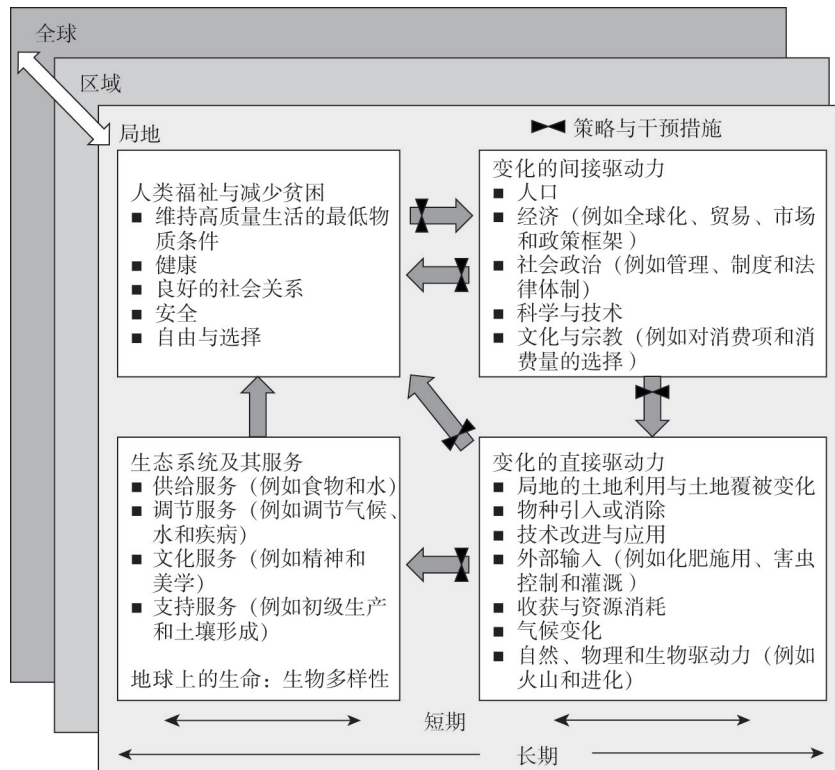 全球
区域
局地
策略与干预措施
人类福祉与减少贫困
■ 维持高质量生活的最低物
质条件
■ 健康
■ 良好的社会关系
■ 安全
■ 自由与选择
变化的间接驱动力
■ 人口
■ 经济（例如全球化、贸易、市场
和政策框架）
■ 社会政治（例如管理、制度和法
律体制）
■ 科学与技术
■ 文化与宗教（例如对消费项和消
费量的选择）
生态系统及其服务
■ 供给服务（例如食物和水）
■ 调节服务（例如调节气候、
水和疾病）
■ 文化服务（例如精神和
美学）
■ 支持服务（例如初级生产
和土壤形成）
地球上的生命：生物多样性
变化的直接驱动力
■ 局地的土地利用与土地覆被变化
■ 物种引入或消除
■ 技术改进与应用
■ 外部输入（例如化肥施用、害虫
控制和灌溉）
■ 收获与资源消耗
■ 气候变化
■ 自然、物理和生物驱动力（例如
火山和进化）
短期
长期